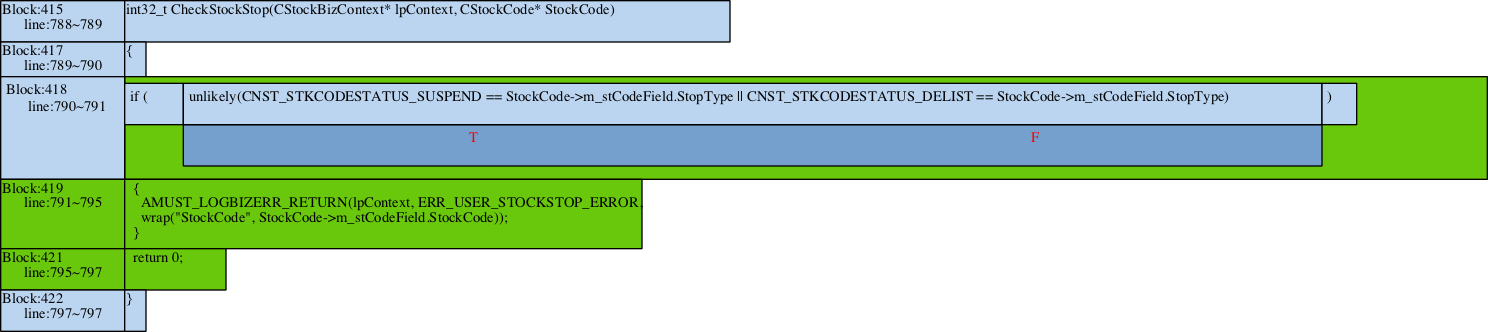 Block:415
line:788~789
int32_t CheckStockStop(CStockBizContext* lpContext, CStockCode* StockCode)
Block:417
line:789~790
{
Block:418
line:790~791
if (
unlikely(CNST_STKCODESTATUS_SUSPEND == StockCode->m_stCodeField.StopType || CNST_STKCODESTATUS_DELIST == StockCode->m_stCodeField.StopType)
)
T
F
Block:419
line:791~795
{
AMUST_LOGBIZERR_RETURN(lpContext, ERR_USER_STOCKSTOP_ERROR,
wrap("StockCode", StockCode->m_stCodeField.StockCode));
}
Block:421
line:795~797
return 0;
Block:422
line:797~797
}